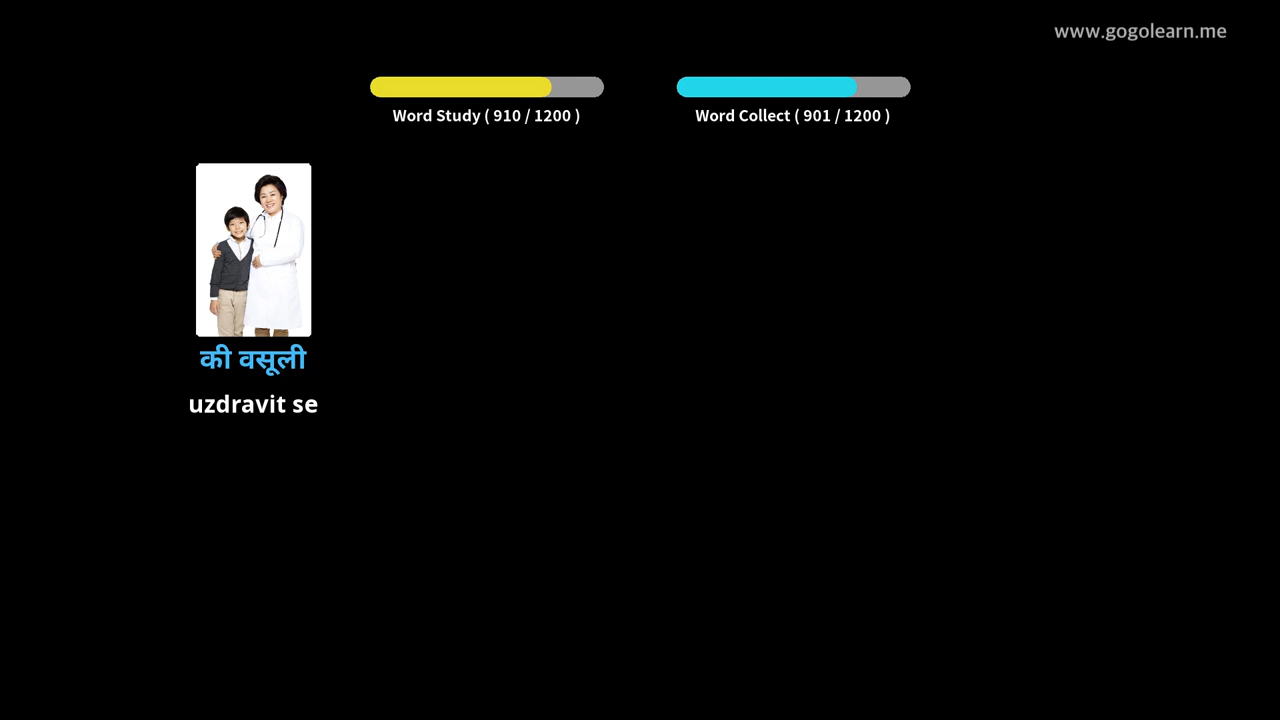 www.gogolearn.me
Word Study ( 910 / 1200 )
Word Collect ( 901 / 1200 )
की वसूली
uzdravit se